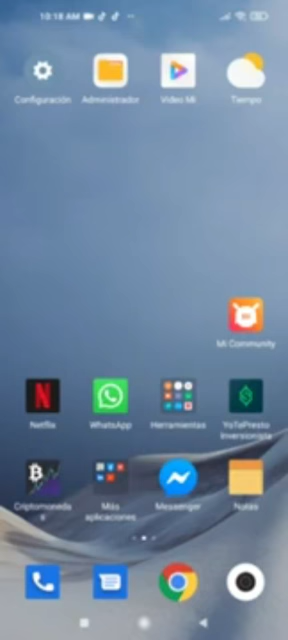 10:18 AM
Configuración Administrador Video Mi Tiempo
Mi Community
Netflix WhatsApp Herramientas YoTePresto
Inversionista
Criptomoneda Más Messenger Notas
s aplicaciones